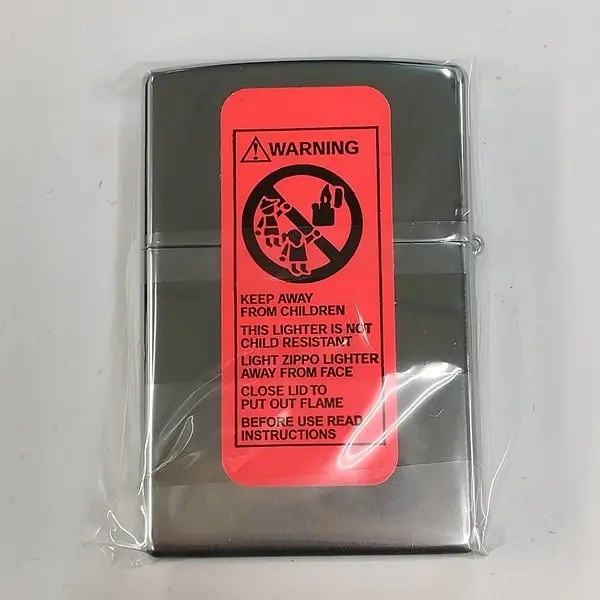 WARNING
KEEP AWAY
FROM CHILDREN
THIS LIGHTER IS NOT
CHILD RESISTANT
LIGHT ZIPPO LIGHTER
AWAY FROM FACE
CLOSE LID TO
PUT OUT FLAME
BEFORE USE READ
INSTRUCTIONS